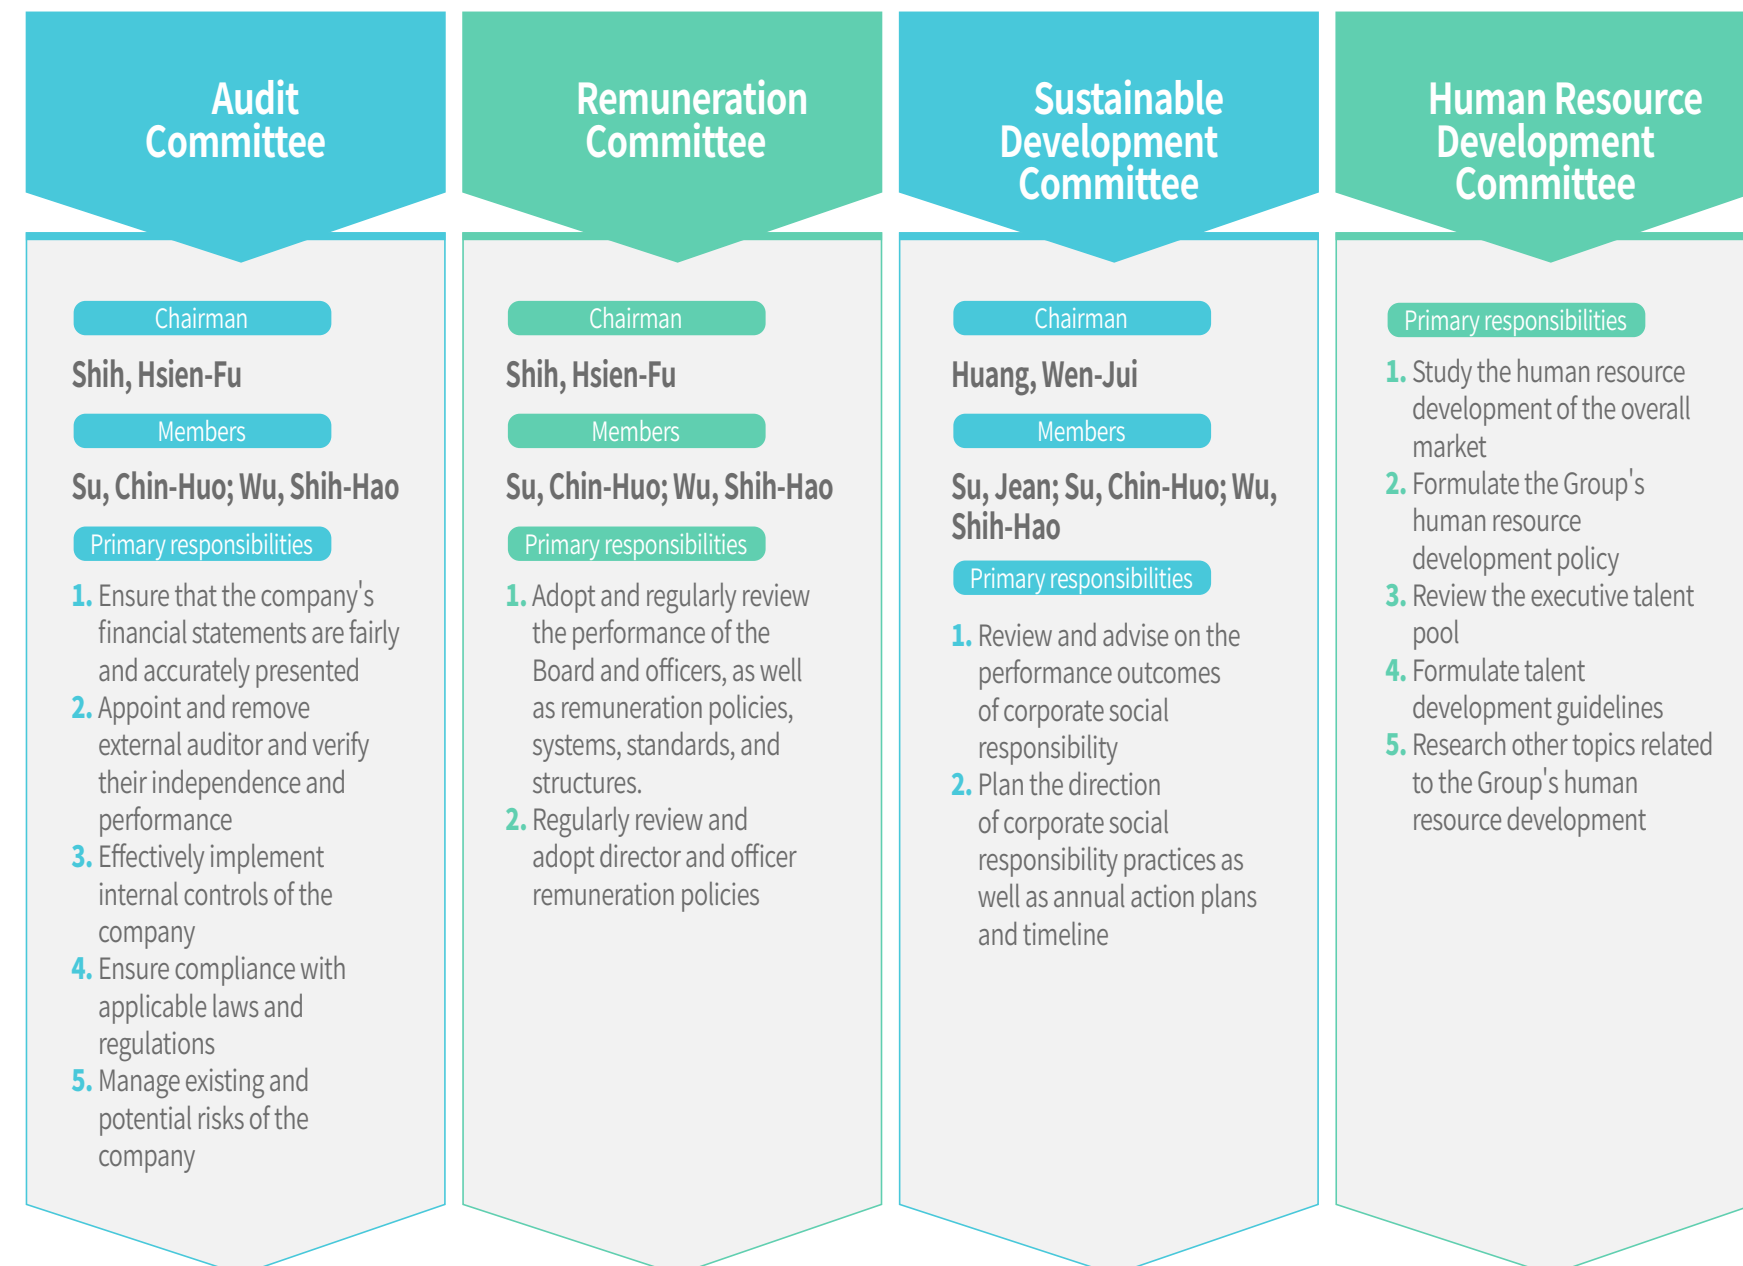 Audit
Committee
Chairman
Shih, Hsien-Fu
Members
Su, Chin-Huo; Wu, Shih-Hao
Primary responsibilities
1. Ensure that the company's
financial statements are fairly
and accurately presented
2. Appoint and remove
external auditor and verify
their independence and
performance
3. Effectively implement
internal controls of the
company
4. Ensure compliance with
applicable laws and
regulations
5. Manage existing and
potential risks of the
company
Remuneration
Committee
Chairman
Shih, Hsien-Fu
Members
Su, Chin-Huo; Wu, Shih-Hao
Primary responsibilities
1. Adopt and regularly review
the performance of the
Board and officers, as well
as remuneration policies,
systems, standards, and
structures.
2. Regularly review and
adopt director and officer
remuneration policies
Sustainable
Development
Committee
Chairman
Huang, Wen-Jui
Members
Su, Jean; Su, Chin-Huo; Wu,
Shih-Hao
Primary responsibilities
1. Review and advise on the
performance outcomes
of corporate social
responsibility
2. Plan the direction
of corporate social
responsibility practices as
well as annual action plans
and timeline
Human Resource
Development
Committee
Primary responsibilities
1. Study the human resource
development of the overall
market
2. Formulate the Group's
human resource
development policy
3. Review the executive talent
pool
4. Formulate talent
development guidelines
5. Research other topics related
to the Group's human
resource development